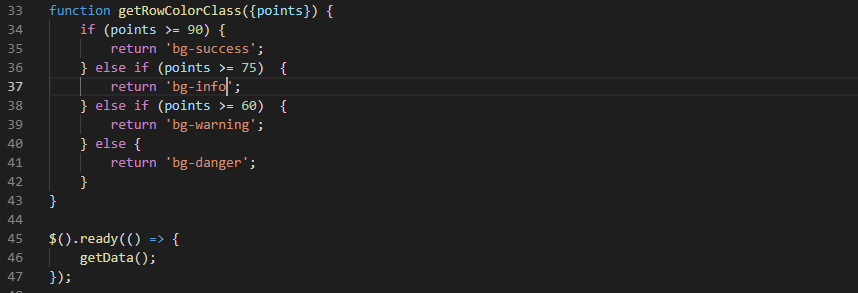 33 function getRowColorClass({points}) {
34     if (points >= 90) {
35         return 'bg-success';
36     } else if (points >= 75)  {
37         return 'bg-info';
38     } else if (points >= 60)  {
39         return 'bg-warning';
40     } else {
41         return 'bg-danger';
42     }
43 }
44
45 $().ready(() => {
46     getData();
47 });